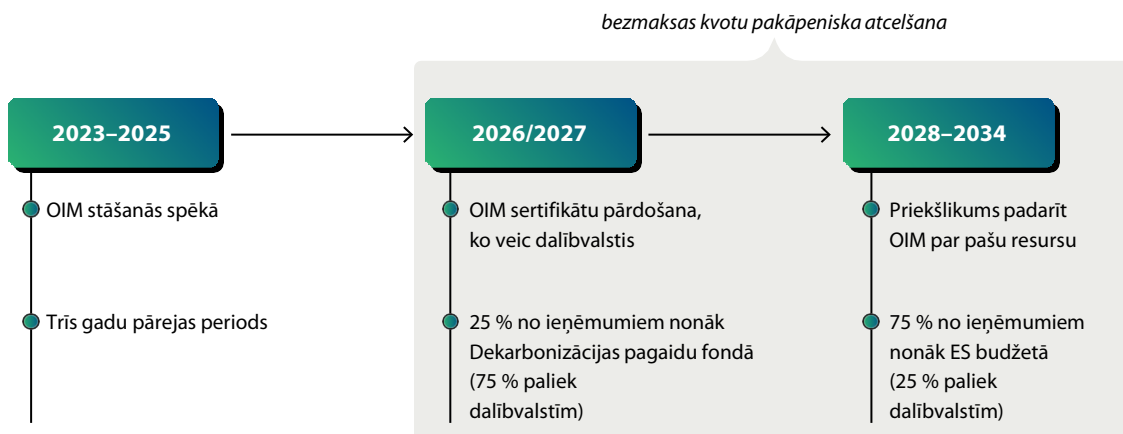 bezmaksas kvotu pakāpeniska atcelšana
2023–2025
OIM stāšanās spēkā
Trīs gadu pārejas periods
2026/2027
OIM sertifikātu pārdošana,
ko veic dalībvalstis
25 % no ieņēmumiem nonāk
Dekarbonizācijas pagaidu fondā
(75 % paliek
dalībvalstīm)
2028–2034
Priekšlikums padarīt
OIM par pašu resursu
75 % no ieņēmumiem
nonāk ES budžetā
(25 % paliek
dalībvalstīm)